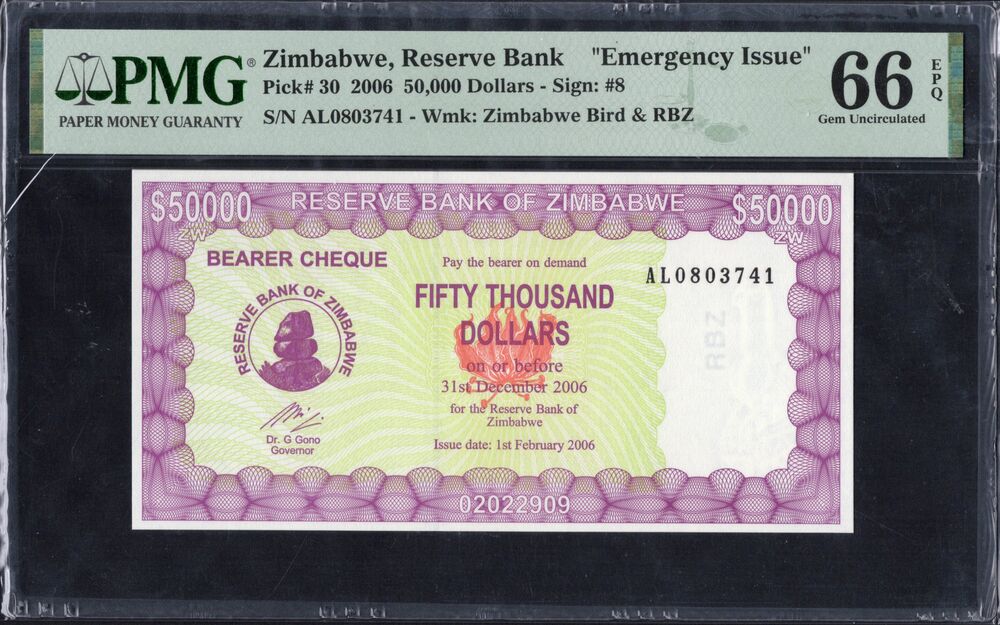 PMG®
PAPER MONEY GUARANTY
Zimbabwe, Reserve Bank "Emergency Issue"
Pick# 30 2006 50,000 Dollars - Sign: #8
S/N AL0803741 - Wmk: Zimbabwe Bird & RBZ
66
EPQ
Gem Uncirculated
$50000 RESERVE BANK OF ZIMBABWE $50000
ZW ZW
BEARER CHEQUE
Pay the bearer on demand
AL0803741
FIFTY THOUSAND
DOLLARS
RESERVE BANK OF ZIMBABWE
RBZ
on or before
31st December 2006
for the Reserve Bank of
Zimbabwe
Dr. G Gono
Governor
Issue date: 1st February 2006
02022909